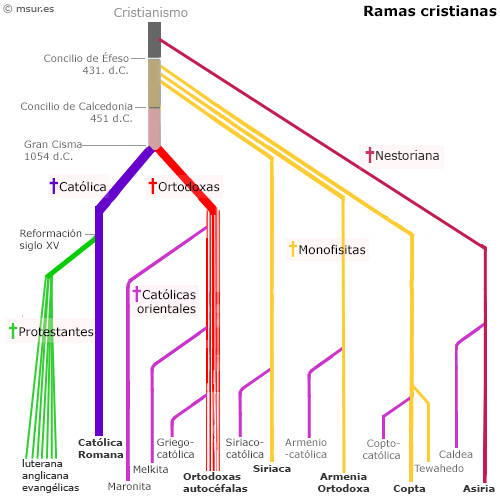 © msur.es
Ramas cristianas
Cristianismo
Concilio de Éfeso
431. d.C.
Concilio de Calcedonia
451 d.C.
Gran Cisma
1054 d.C.
Nestoriana
Católica
Ortodoxas
Reformación
siglo XV
Monofisitas
Católicas
orientales
Protestantes
Católica
Romana
Griego-
católica
Siriaco-
católica
Armenio
-católica
Copto-
católica
Caldea
luterana
anglicana
evangélicas
Melkita
Siriaca
Tewahedo
Maronita
Ortodoxas
autocéfalas
Armenia
Ortodoxa
Copta
Asiria